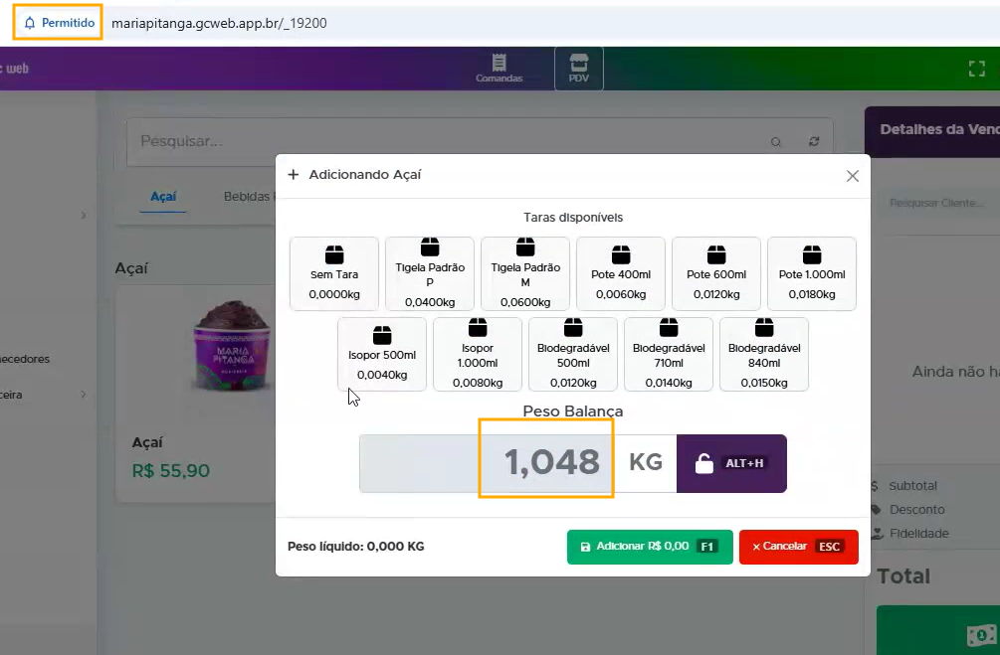 Permitido
mariapitanga.gcweb.app.br/_19200
c web
Comandas
PDV
Pesquisar...
Detalhes da Venc
Adicionando Açaí
Açaí
Bebidas
Pesquisar Cliente...
Taras disponíveis
Sem Tara
0,0000kg
Tigela Padrão
P
0,0400kg
Tigela Padrão
M
0,0600kg
Pote 400ml
0,0060kg
Pote 600ml
0,0120kg
Pote 1.000ml
0,0180kg
Açaí
MARIA
PITANGA
Isopor 500ml
0,0040kg
Isopor
1.000ml
0,0080kg
Biodegradável
500ml
0,0120kg
Biodegradável
710ml
0,0140kg
Biodegradável
840ml
0,0150kg
necedores
ceira
Ainda não ha
Peso Balança
1,048
KG
ALT+H
Açaí
R$ 55,90
Subtotal
Desconto
Fidelidade
Peso líquido: 0,000 KG
Adicionar R$ 0,00 F1
× Cancelar ESC
Total